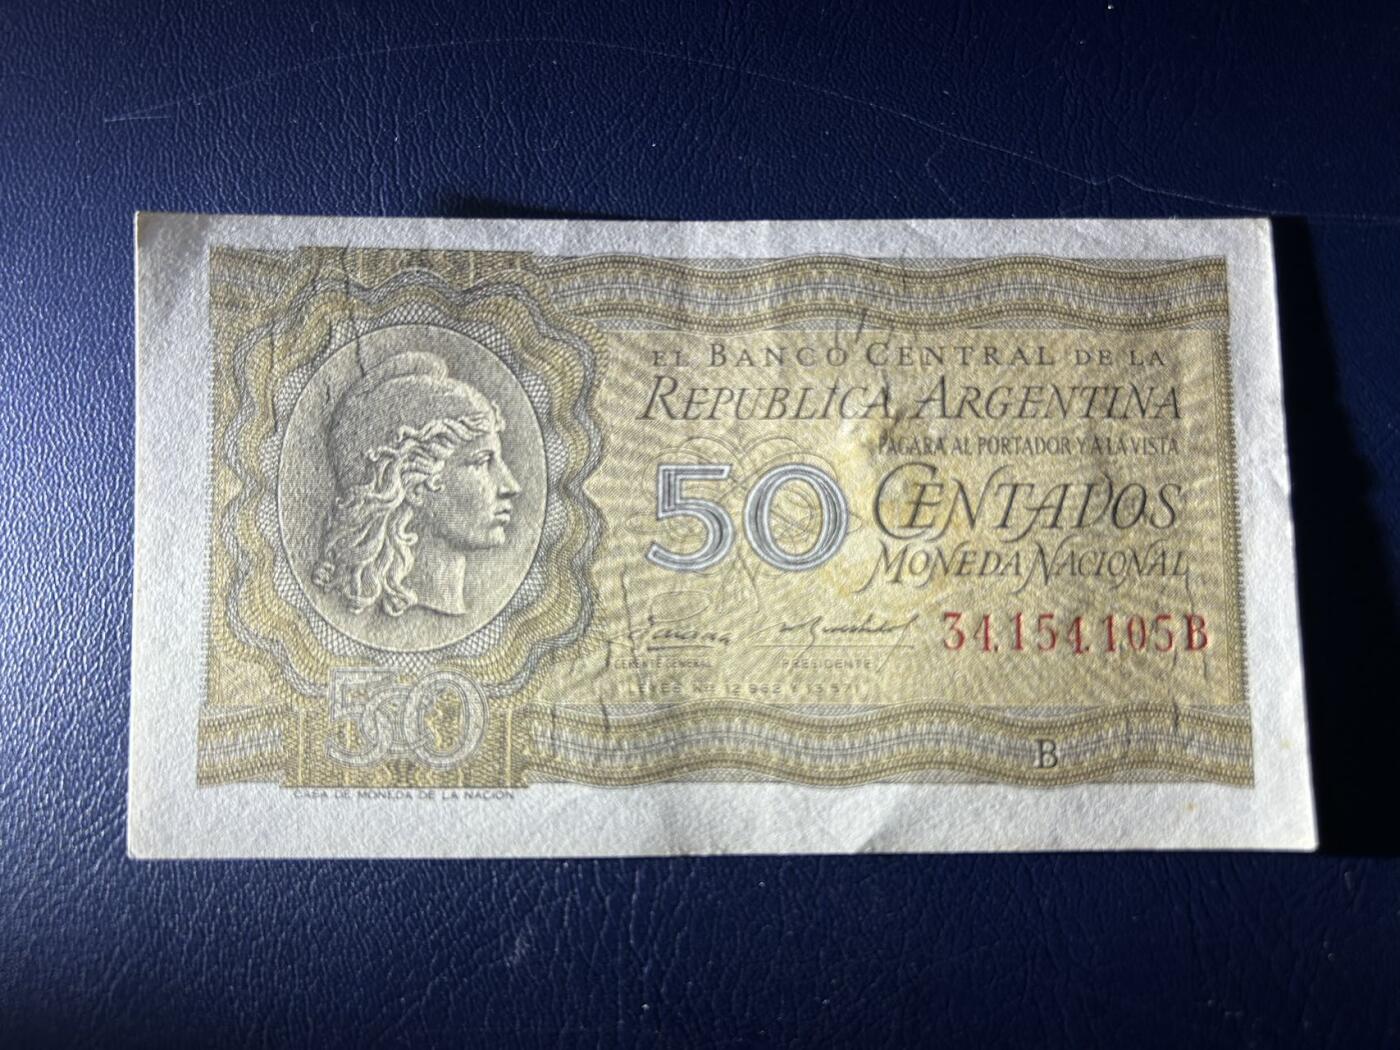 EL BANCO CENTRAL DE LA
REPUBLICA ARGENTINA
PAGARA AL PORTADOR Y A LA VISTA
50 CENTAVOS
MONEDA NACIONAL
34.154.105 B
GERENTE GENERAL PRESIDENTE
LEYES Nos 12.962 Y 13.571
50
B
CASA DE MONEDA DE LA NACION